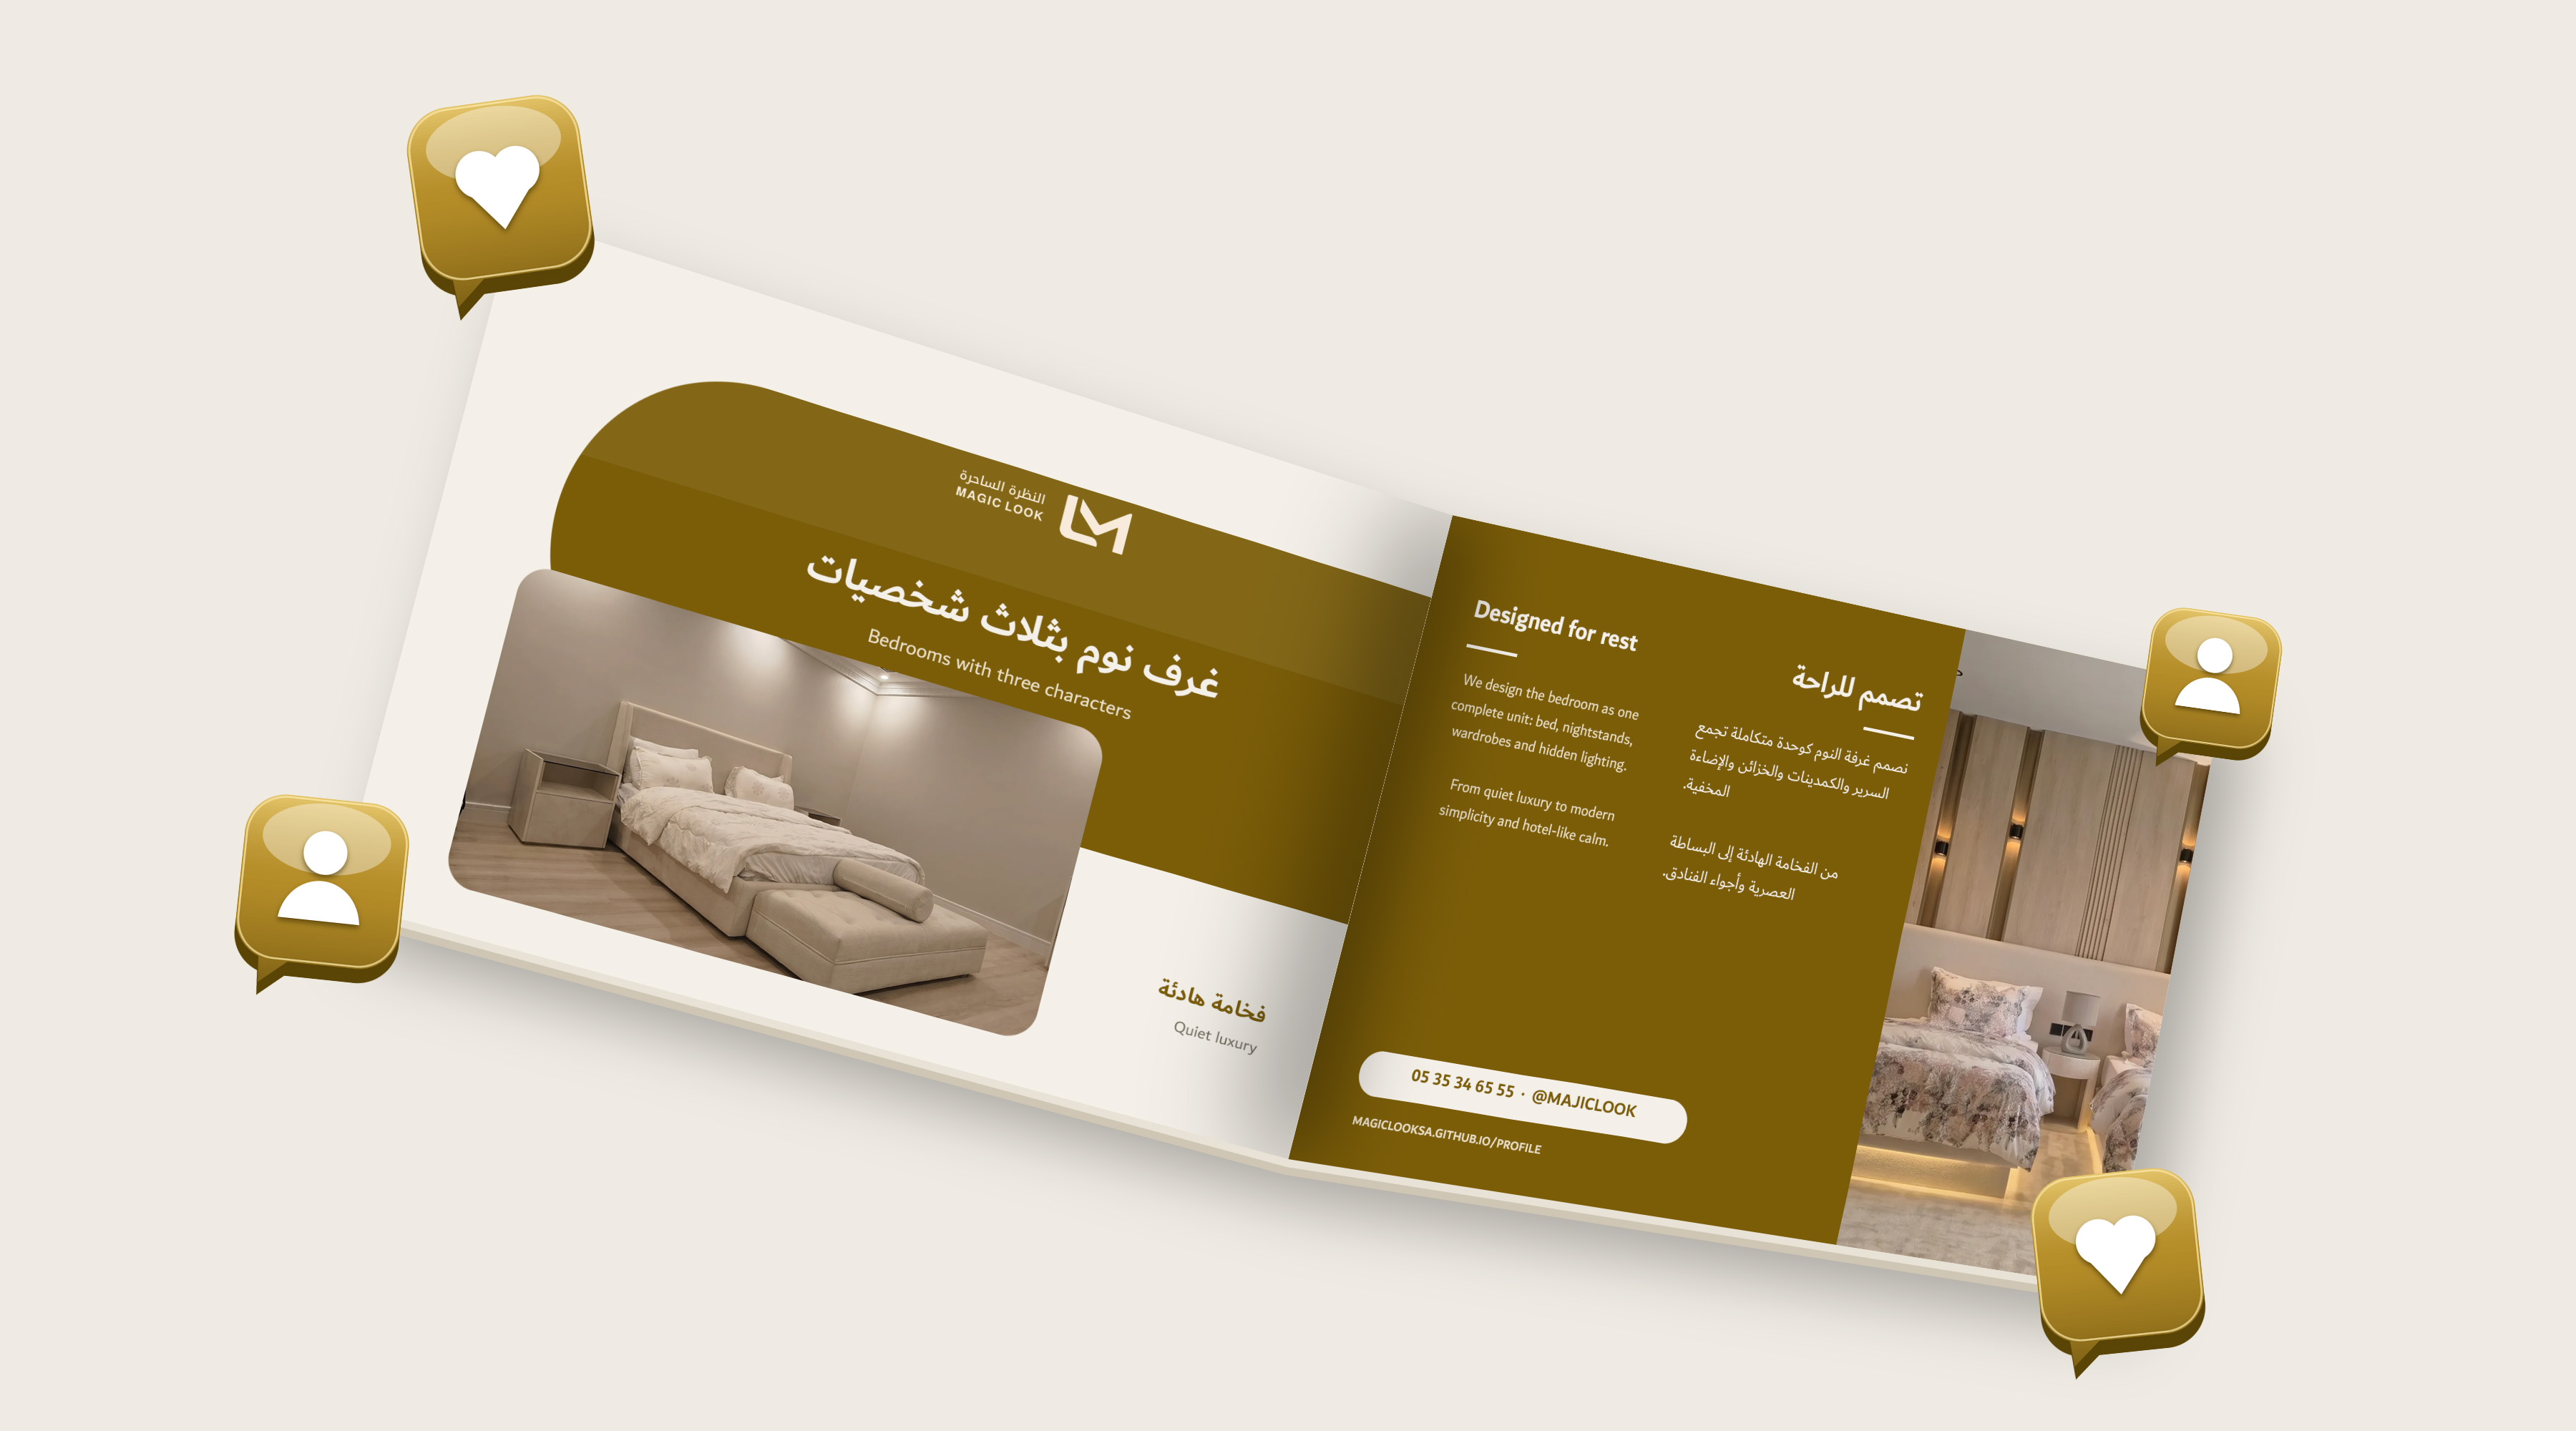 النظرة الساحرة
MAGIC LOOK
غرف نوم بثلاث شخصيات
Bedrooms with three characters
فخامة هادئة
Quiet luxury
Designed for rest
We design the bedroom as one
complete unit: bed, nightstands,
wardrobes and hidden lighting.
From quiet luxury to modern
simplicity and hotel-like calm.
تصمم للراحة
نصمم غرفة النوم كوحدة متكاملة تجمع
السرير والكمدينات والخزائن والإضاءة
المخفية.
من الفخامة الهادئة إلى البساطة
العصرية وأجواء الفنادق.
05 35 34 65 55 · @MAJICLOOK
MAGICLOOKSA.GITHUB.IO/PROFILE